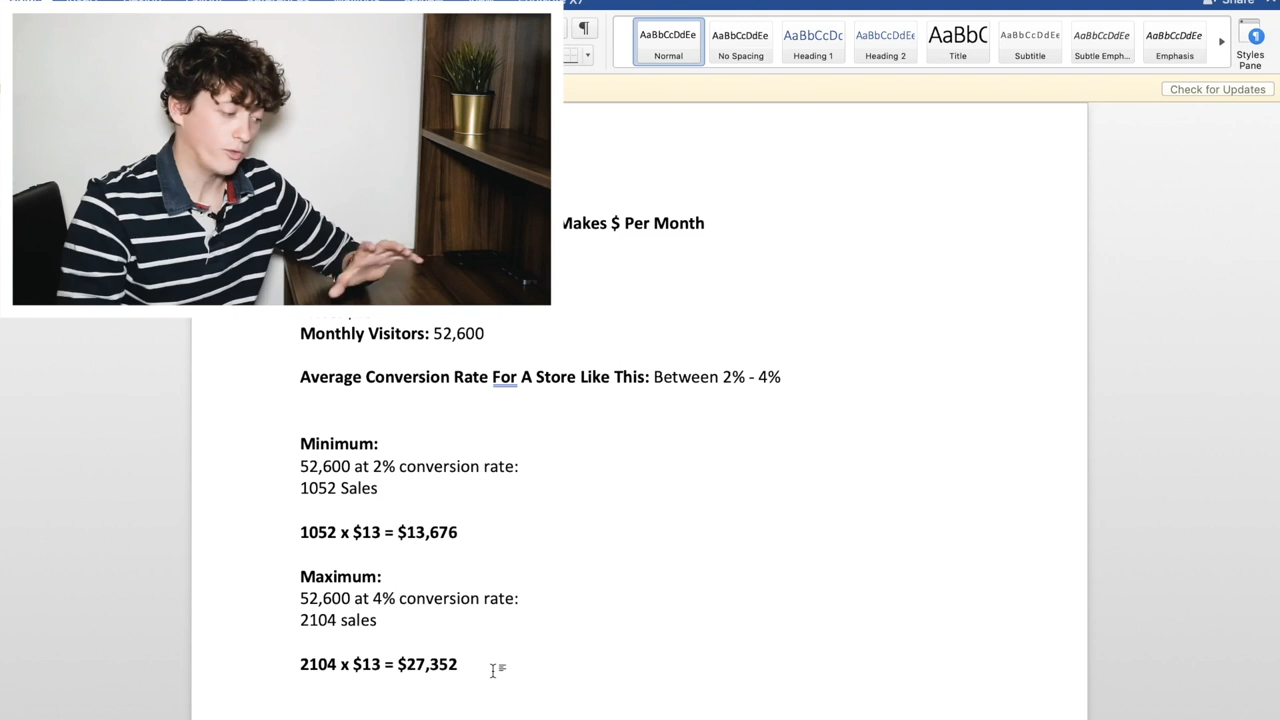 Share
AaBbCcDdEe AaBbCcDdEe AaBbCcDc AaBbCcDdEe AaBbC AaBbCcDdEe AaBbCcDdEe AaBbCcDdEe
Normal No Spacing Heading 1 Heading 2 Title Subtitle Subtle Emph... Emphasis
Styles
Pane
Check for Updates
Makes $ Per Month
Monthly Visitors: 52,600
Average Conversion Rate For A Store Like This: Between 2% - 4%
Minimum:
52,600 at 2% conversion rate:
1052 Sales
1052 x $13 = $13,676
Maximum:
52,600 at 4% conversion rate:
2104 sales
2104 x $13 = $27,352